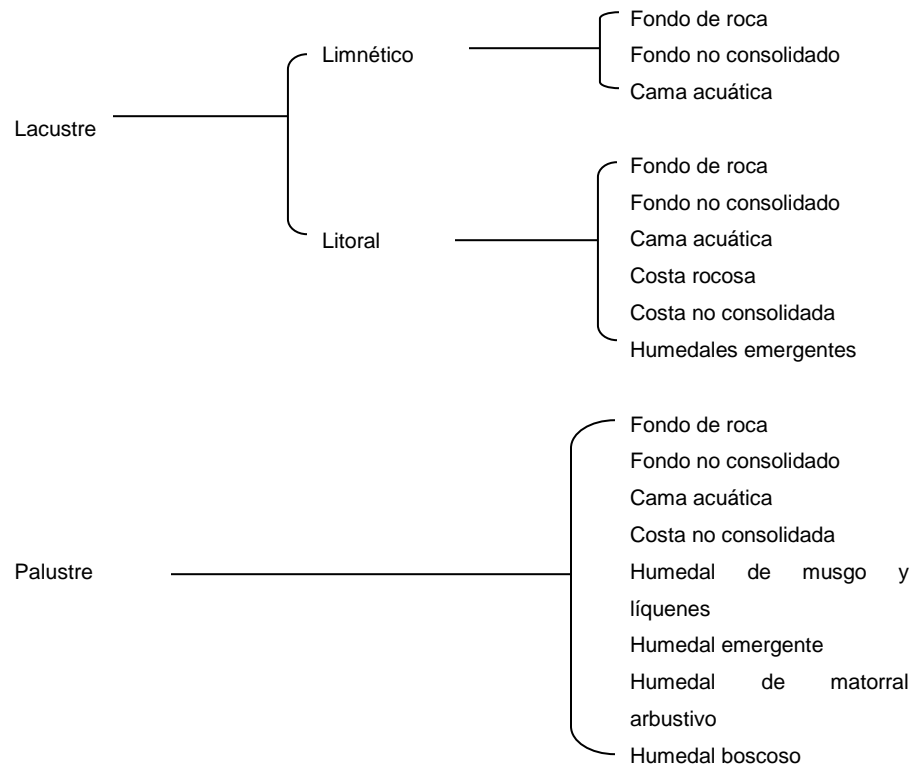 Lacustre
Limnético
Fondo de roca
Fondo no consolidado
Cama acuática
Litoral
Fondo de roca
Fondo no consolidado
Cama acuática
Costa rocosa
Costa no consolidada
Humedales emergentes
Palustre
Fondo de roca
Fondo no consolidado
Cama acuática
Costa no consolidada
Humedal de musgo y
líquenes
Humedal emergente
Humedal de matorral
arbustivo
Humedal boscoso